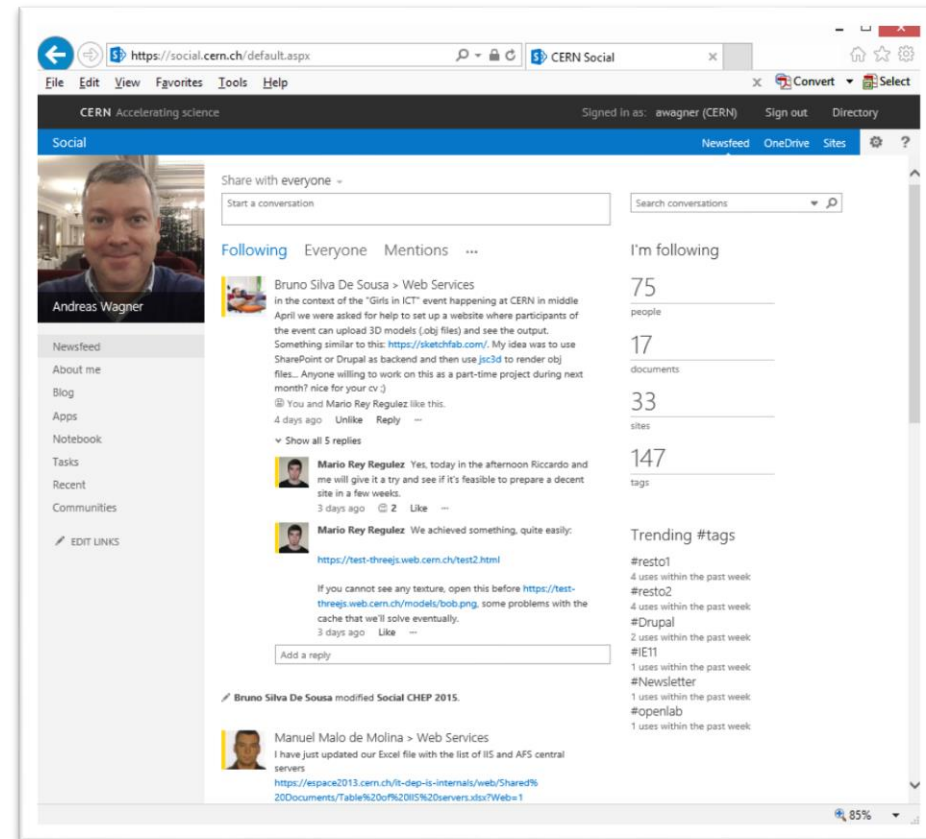 https://social.cern.ch/default.aspx
CERN Social
File Edit View Favorites Tools Help
Convert
Select
CERN Accelerating science
Signed in as: awagner (CERN) Sign out Directory
Social
Newsfeed OneDrive Sites ?
Andreas Wagner
Newsfeed
About me
Blog
Apps
Notebook
Tasks
Recent
Communities
EDIT LINKS
Share with everyone
Start a conversation
Following Everyone Mentions ...
Bruno Silva De Sousa > Web Services
in the context of the "Girls in ICT" event happening at CERN in middle
April we were asked for help to set up a website where participants of
the event can upload 3D models (.obj files) and see the output.
Something similar to this: https://sketchfab.com/. My idea was to use
SharePoint or Drupal as backend and then use jsc3d to render obj
files... Anyone willing to work on this as a part-time project during next
month? nice for your cv ;)
You and Mario Rey Regulez like this.
4 days ago Unlike Reply ...
Show all 5 replies
Mario Rey Regulez Yes, today in the afternoon Riccardo and
me will give it a try and see if it's feasible to prepare a decent
site in a few weeks.
3 days ago 2 Like ...
Mario Rey Regulez We achieved something, quite easily:
https://test-threejs.web.cern.ch/test2.html
If you cannot see any texture, open this before https://test-
threejs.web.cern.ch/models/bob.png, some problems with the
cache that we'll solve eventually.
3 days ago Like ...
Add a reply
Bruno Silva De Sousa modified Social CHEP 2015.
Manuel Malo de Molina > Web Services
I have just updated our Excel file with the list of IIS and AFS central
servers
https://espace2013.cern.ch/it-dep-is-internals/web/Shared%
20Documents/Table%20of%20IIS%20servers.xlsx?Web=1
Search conversations
I'm following
75
people
17
documents
33
sites
147
tags
Trending #tags
#resto1
4 uses within the past week
#resto2
4 uses within the past week
#Drupal
2 uses within the past week
#IE11
1 uses within the past week
#Newsletter
1 uses within the past week
#openlab
1 uses within the past week
85%